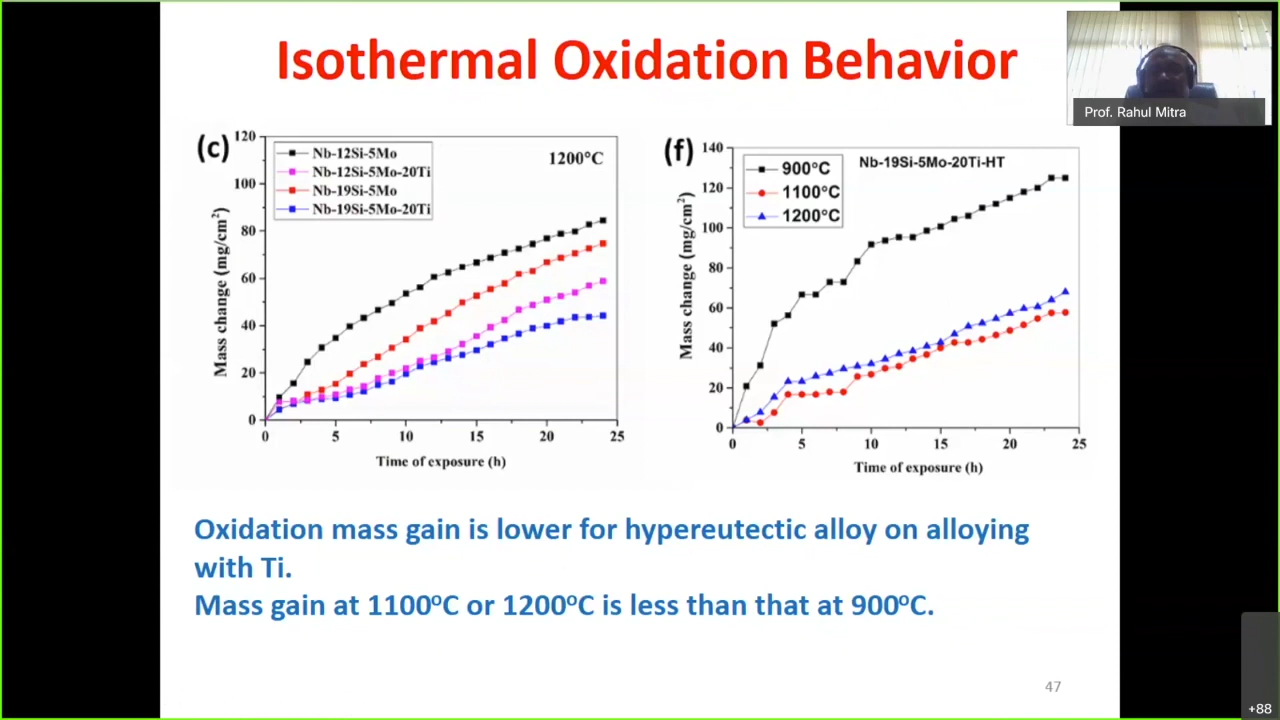 Isothermal Oxidation Behavior
Prof. Rahul Mitra
(c)
120
100
80
60
40
20
0
Mass change (mg/cm²)
Nb-12Si-5Mo
Nb-12Si-5Mo-20Ti
Nb-19Si-5Mo
Nb-19Si-5Mo-20Ti
1200°C
0 5 10 15 20 25
Time of exposure (h)
(f)
140
120
100
80
60
40
20
0
Mass change (mg/cm²)
900°C
1100°C
1200°C
Nb-19Si-5Mo-20Ti-HT
0 5 10 15 20 25
Time of exposure (h)
Oxidation mass gain is lower for hypereutectic alloy on alloying
with Ti.
Mass gain at 1100°C or 1200°C is less than that at 900°C.
47
+88